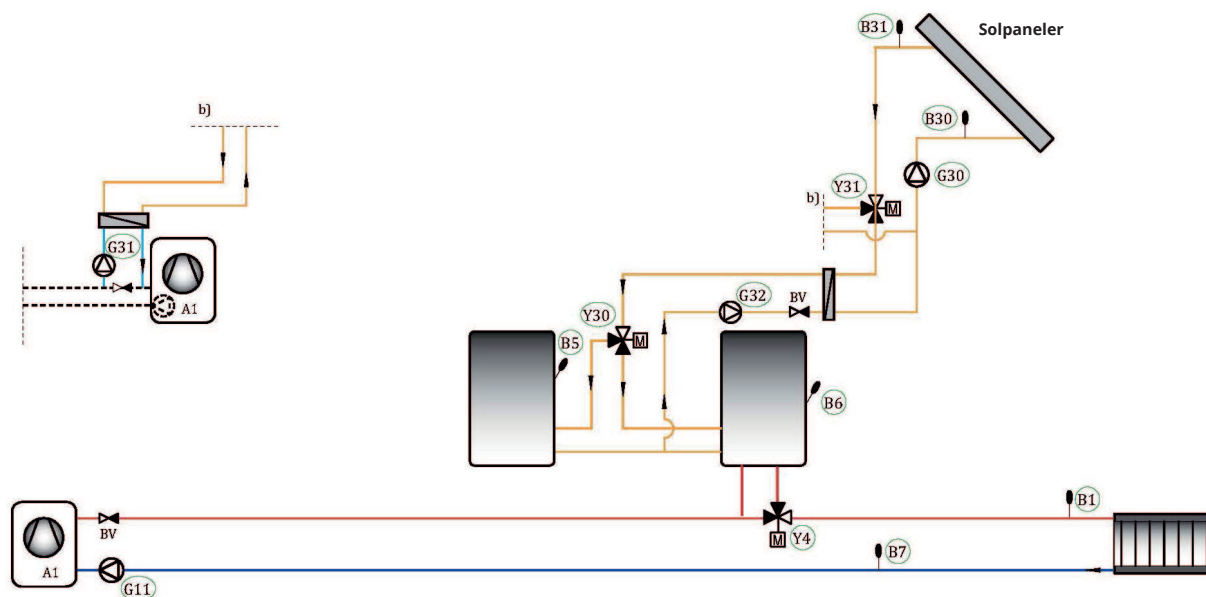 B31
Solpaneler
b)
B30
G30
Y31
M
b)
G31
A1
G32
BV
Y30
M
B5
B6
B1
BV
M
Y4
B7
A1
G11